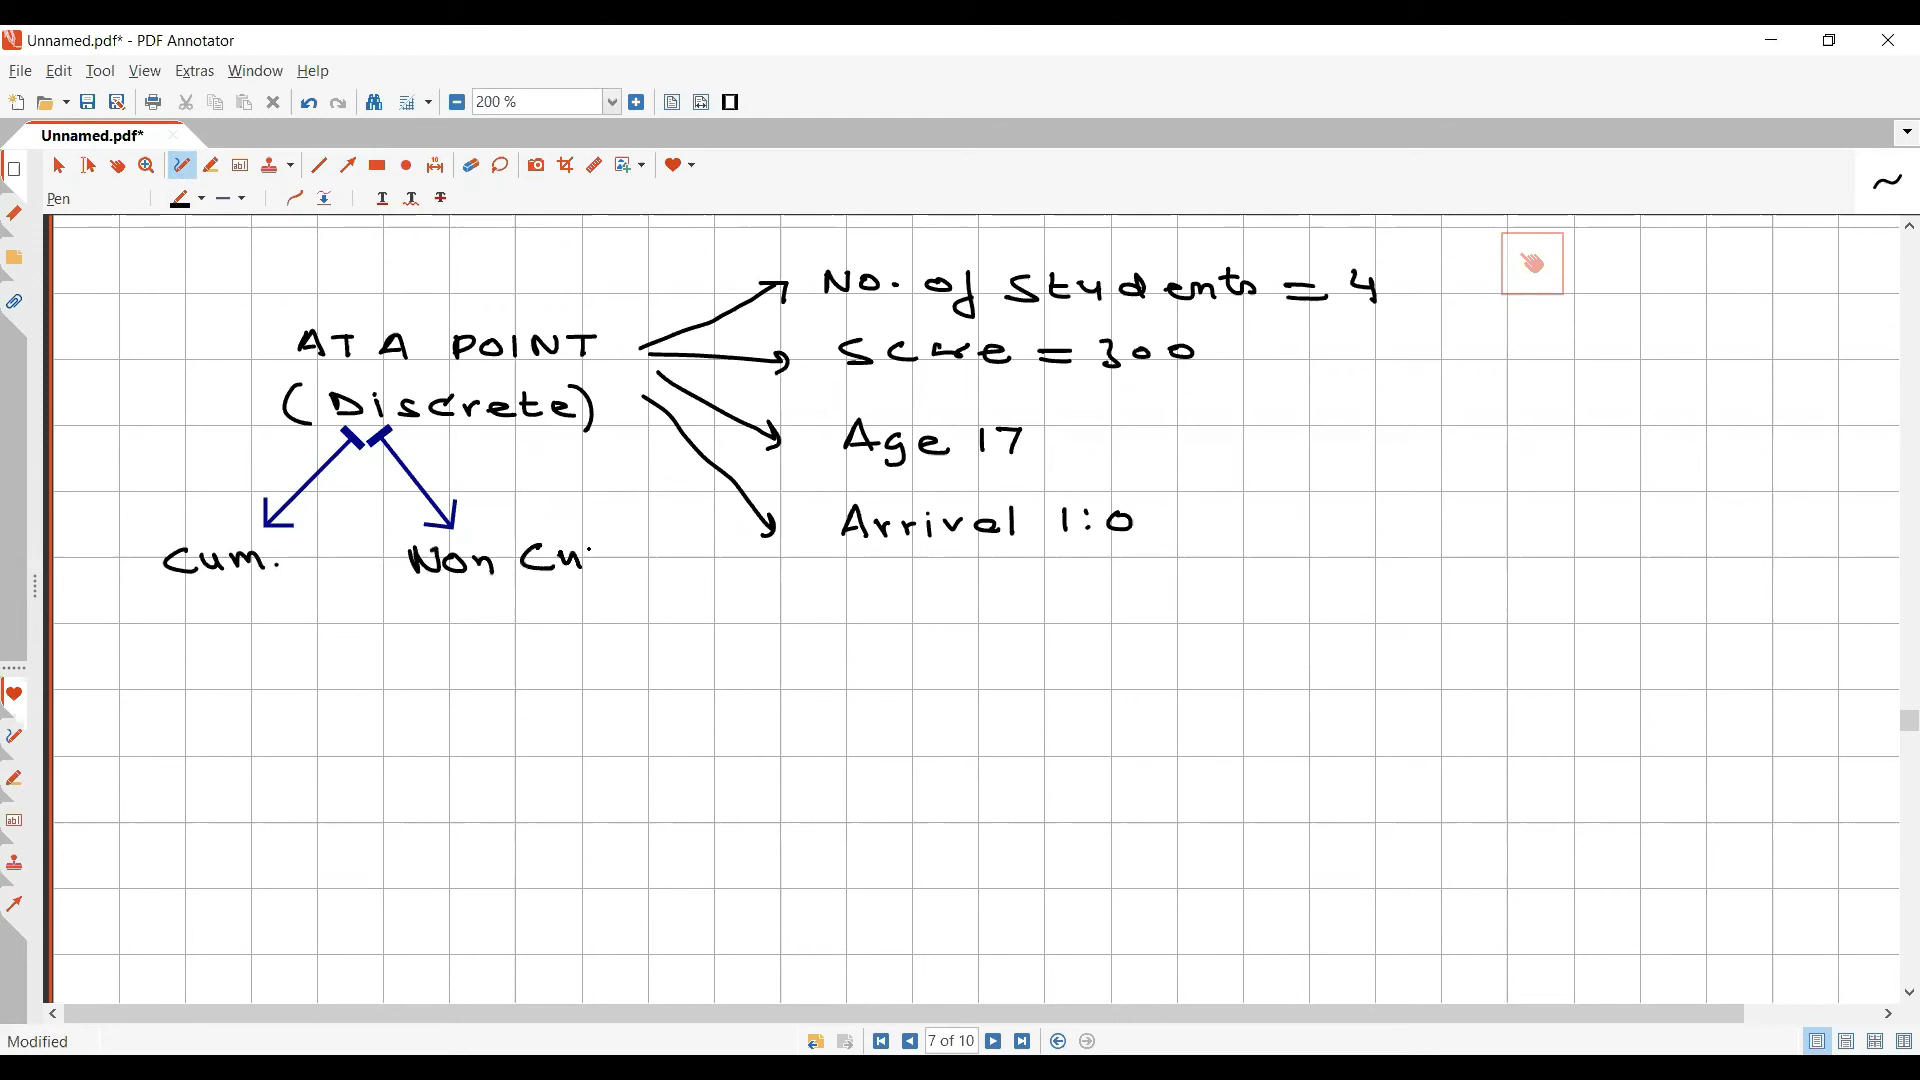 Unnamed.pdf* - PDF Annotator
File Edit Tool View Extras Window Help
200 %
Unnamed.pdf*
Pen
No. of Students = 4
AT A POINT
Score = 300
(Discrete)
Age 17
Arrival 1:0
Cum. Non Cu
Modified
7 of 10